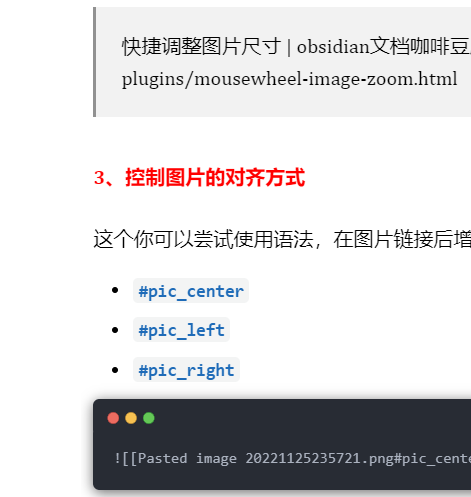 快捷调整图片尺寸 | obsidian文档咖啡豆
plugins/mousewheel-image-zoom.html
3、控制图片的对齐方式
这个你可以尝试使用语法，在图片链接后增
#pic_center
#pic_left
#pic_right
![[Pasted image 20221125235721.png#pic_cente